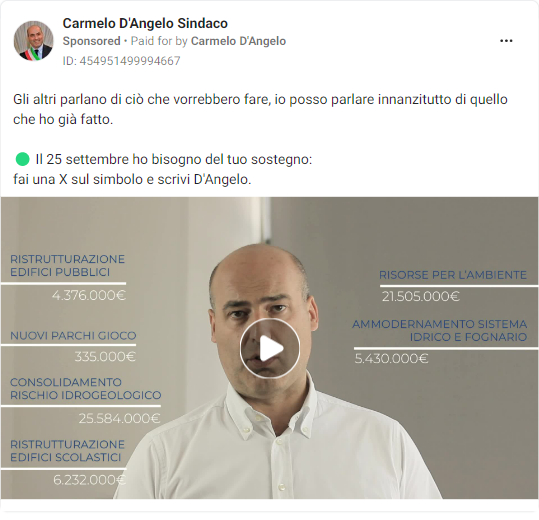 Carmelo D'Angelo Sindaco
Sponsored • Paid for by Carmelo D'Angelo
ID: 454951499994667
Gli altri parlano di ciò che vorrebbero fare, io posso parlare innanzitutto di quello
che ho già fatto.
Il 25 settembre ho bisogno del tuo sostegno:
fai una X sul simbolo e scrivi D'Angelo.
RISTRUTTURAZIONE
EDIFICI PUBBLICI
4.376.000€
NUOVI PARCHI GIOCO
335.000€
CONSOLIDAMENTO
RISCHIO IDROGEOLOGICO
25.584.000€
RISTRUTTURAZIONE
EDIFICI SCOLASTICI
6.232.000€
RISORSE PER L'AMBIENTE
21.505.000€
AMMODERNAMENTO SISTEMA
IDRICO E FOGNARIO
5.430.000€